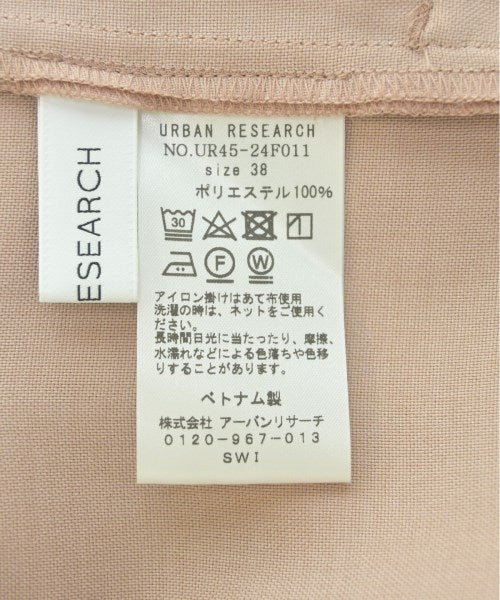 ESEARCH
URBAN RESEARCH
NO.UR45-24F011
size 38
ポリエステル100%
30
F
W
アイロン掛けはあて布使用
洗濯の時は、ネットをご使用く
ださい。
長時間日光に当たったり、摩擦、
水濡れなどによる色落ちや色移
りすることがあります。
ベトナム製
株式会社 アーバンリサーチ
0120-967-013
SWI